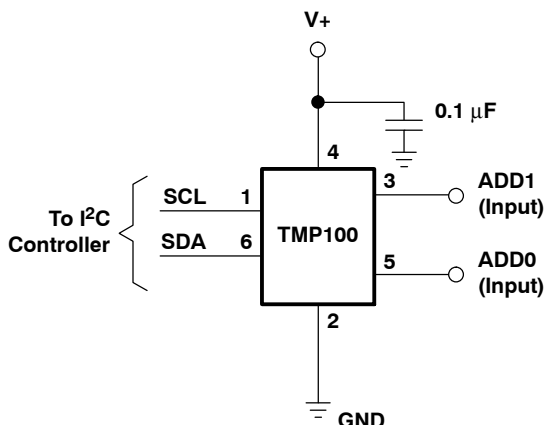 V+
0.1 μF
4
3
ADD1
(Input)
SCL
1
To I²C
Controller
SDA
6
TMP100
5
ADD0
(Input)
2
GND